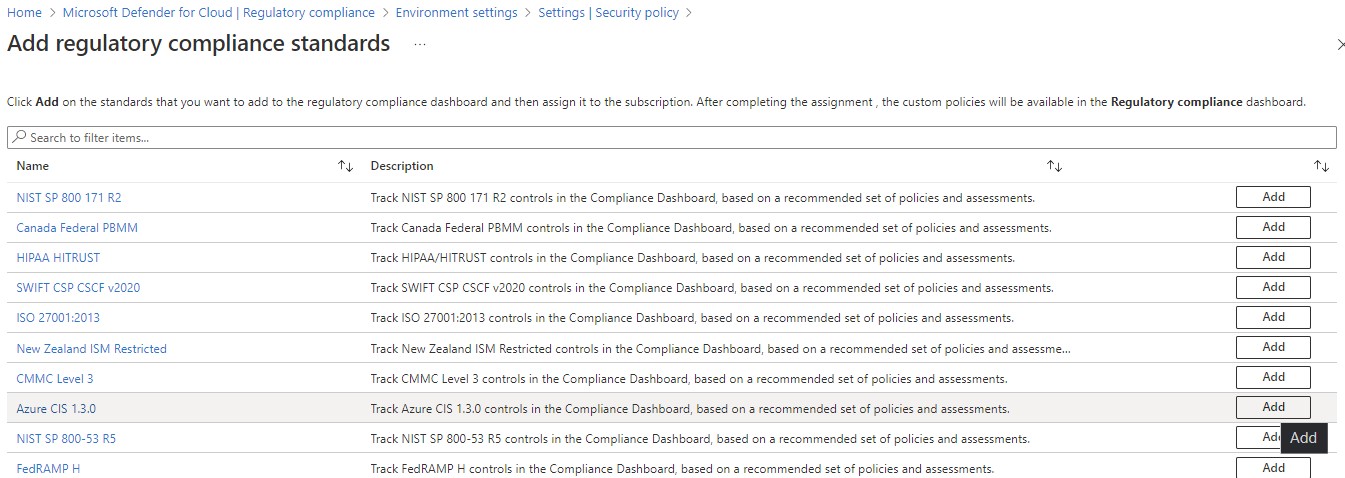 Home > Microsoft Defender for Cloud | Regulatory compliance > Environment settings > Settings | Security policy >
Add regulatory compliance standards ...
Click Add on the standards that you want to add to the regulatory compliance dashboard and then assign it to the subscription. After completing the assignment , the custom policies will be available in the Regulatory compliance dashboard.
Search to filter items...
Name Description
NIST SP 800 171 R2 Track NIST SP 800 171 R2 controls in the Compliance Dashboard, based on a recommended set of policies and assessments. Add
Canada Federal PBMM Track Canada Federal PBMM controls in the Compliance Dashboard, based on a recommended set of policies and assessments. Add
HIPAA HITRUST Track HIPAA/HITRUST controls in the Compliance Dashboard, based on a recommended set of policies and assessments. Add
SWIFT CSP CSCF v2020 Track SWIFT CSP CSCF v2020 controls in the Compliance Dashboard, based on a recommended set of policies and assessments. Add
ISO 27001:2013 Track ISO 27001:2013 controls in the Compliance Dashboard, based on a recommended set of policies and assessments. Add
New Zealand ISM Restricted Track New Zealand ISM Restricted controls in the Compliance Dashboard, based on a recommended set of policies and assessme... Add
CMMC Level 3 Track CMMC Level 3 controls in the Compliance Dashboard, based on a recommended set of policies and assessments. Add
Azure CIS 1.3.0 Track Azure CIS 1.3.0 controls in the Compliance Dashboard, based on a recommended set of policies and assessments. Add
NIST SP 800-53 R5 Track NIST SP 800-53 R5 controls in the Compliance Dashboard, based on a recommended set of policies and assessments. Ad Add
FedRAMP H Track FedRAMP H controls in the Compliance Dashboard, based on a recommended set of policies and assessments. Add